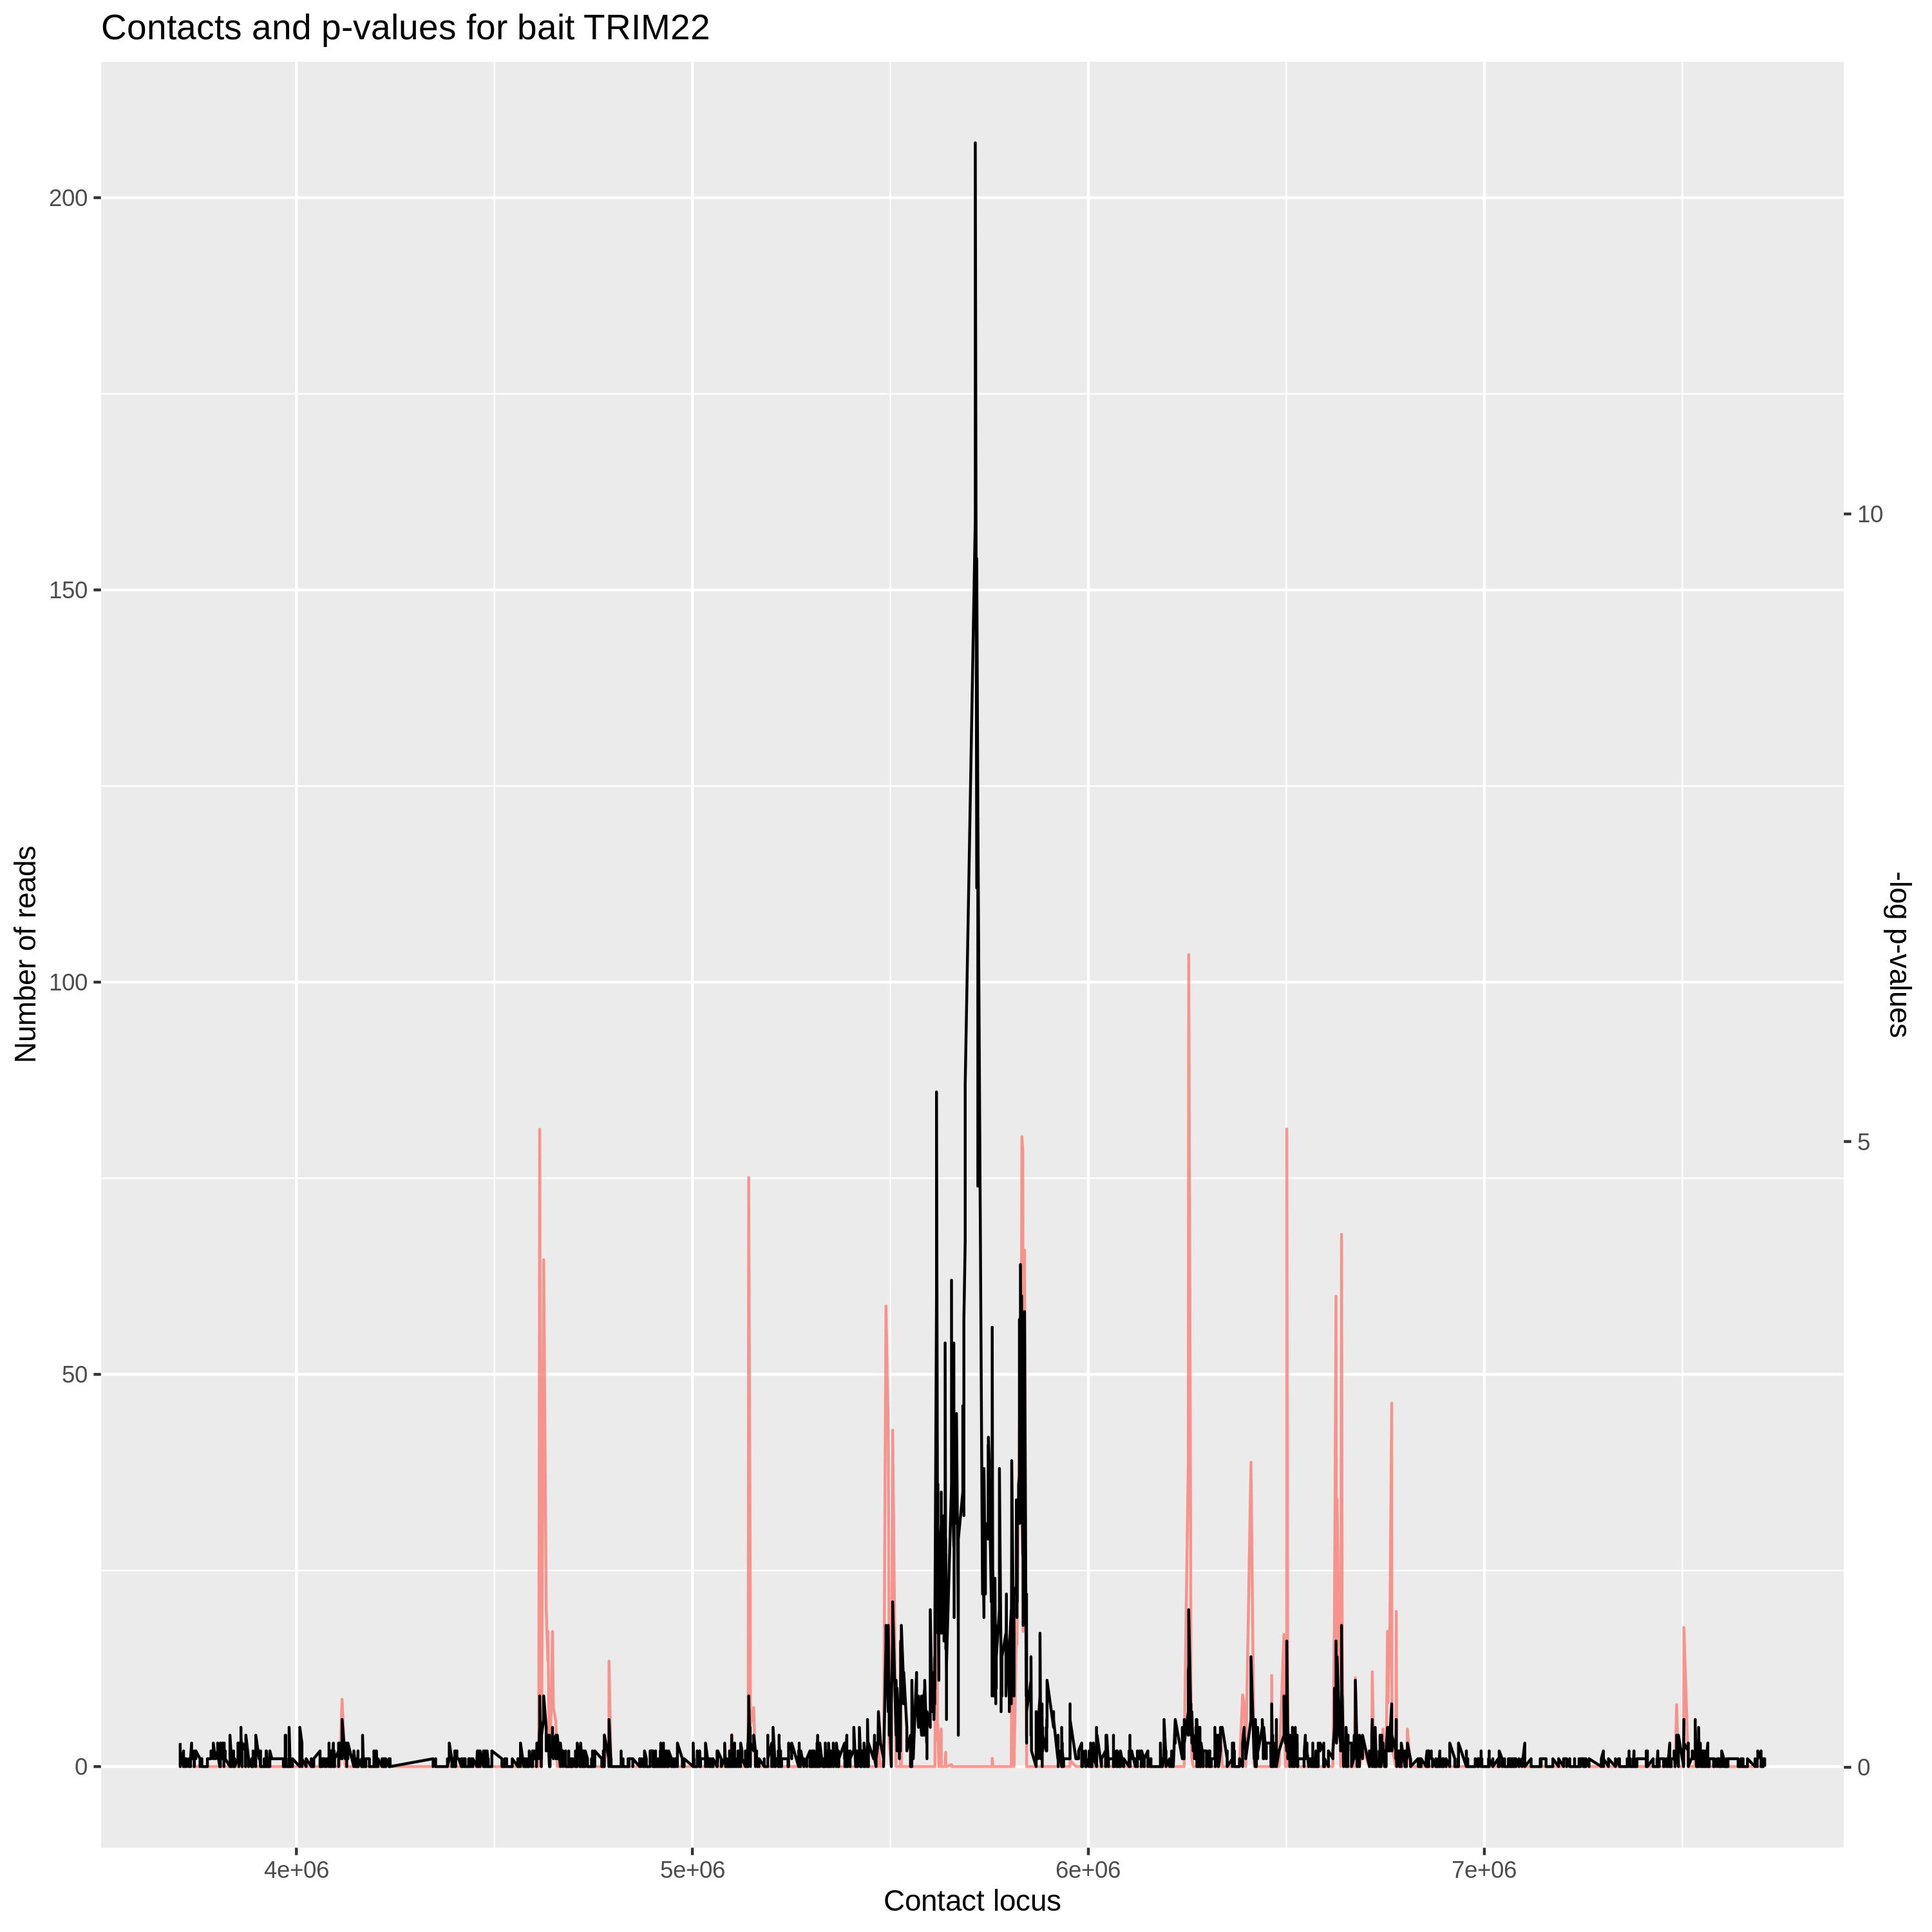 Contacts and p-values for bait TRIM22
200
150
100
50
0
Number of reads
10
5
0
-log p-values
4e+06
5e+06
6e+06
7e+06
Contact locus